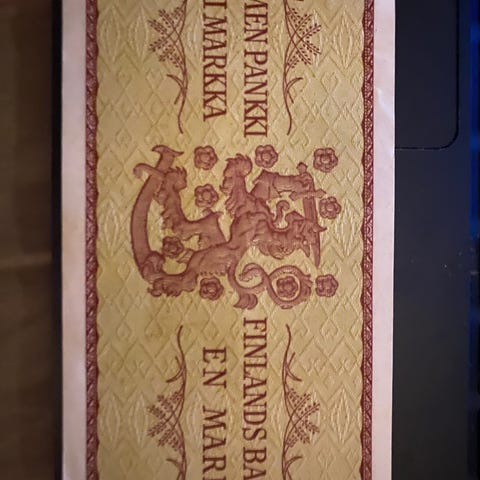 MEN PANKKI
I MARKKA
FINLANDS BA
EN MAR